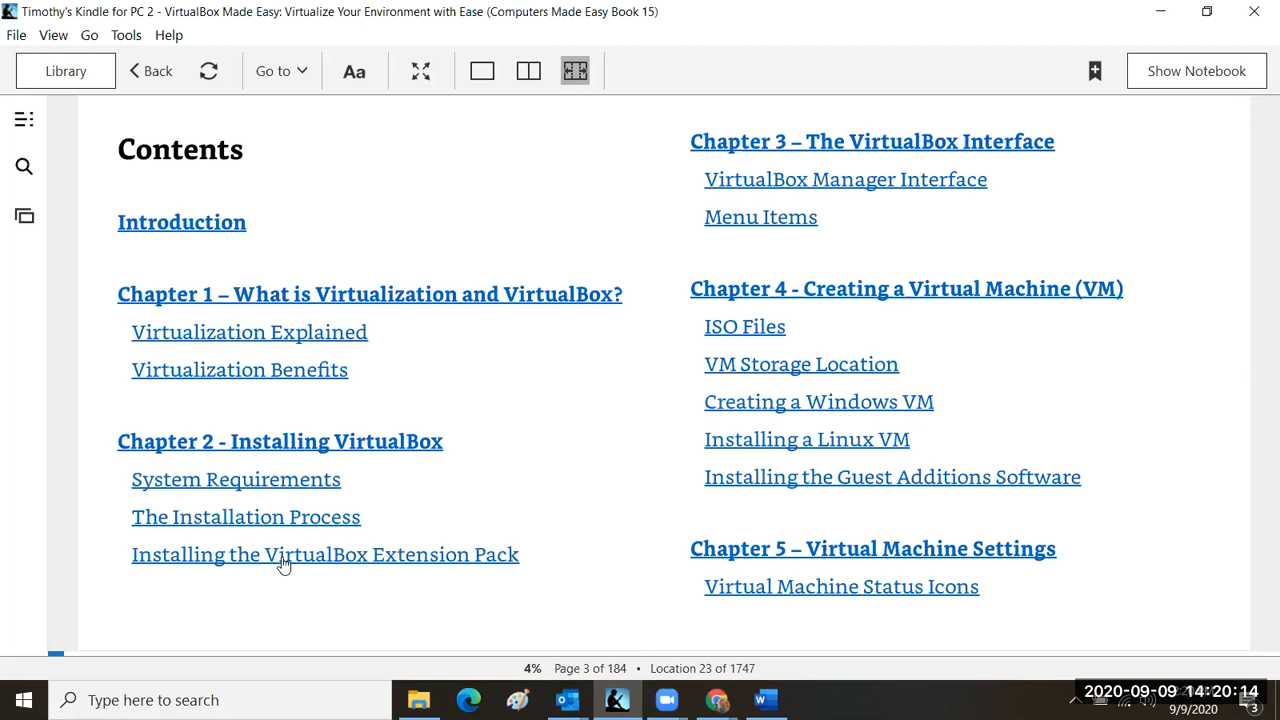 Timothy's Kindle for PC 2 - VirtualBox Made Easy: Virtualize Your Environment with Ease (Computers Made Easy Book 15)
File View Go Tools Help
Library Back Go to Aa Show Notebook
Contents
Introduction
Chapter 1 – What is Virtualization and VirtualBox?
Virtualization Explained
Virtualization Benefits
Chapter 2 - Installing VirtualBox
System Requirements
The Installation Process
Installing the VirtualBox Extension Pack
Chapter 3 – The VirtualBox Interface
VirtualBox Manager Interface
Menu Items
Chapter 4 - Creating a Virtual Machine (VM)
ISO Files
VM Storage Location
Creating a Windows VM
Installing a Linux VM
Installing the Guest Additions Software
Chapter 5 – Virtual Machine Settings
Virtual Machine Status Icons
4% Page 3 of 184 • Location 23 of 1747
Type here to search
2020-09-09 14:20:14
9/9/2020
3